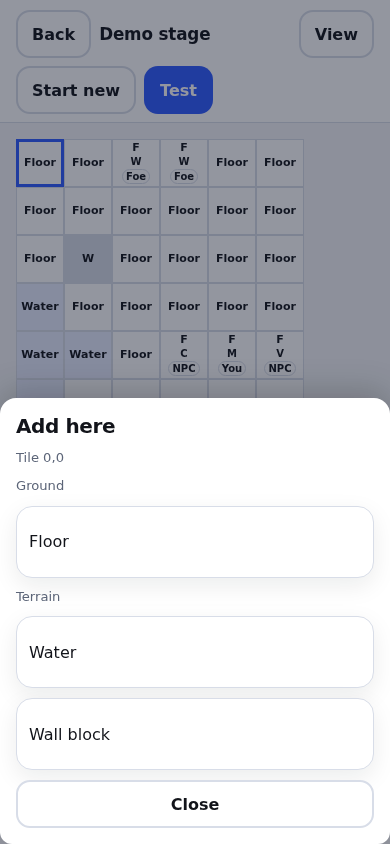 Back Demo stage View
Start new Test
Floor Floor F W Foe F W Foe Floor Floor
Floor Floor Floor Floor Floor Floor
Floor W Floor Floor Floor Floor
Water Floor Floor Floor Floor Floor
Water Water Floor F C NPC F M You F V NPC
Add here
Tile 0,0
Ground
Floor
Terrain
Water
Wall block
Close